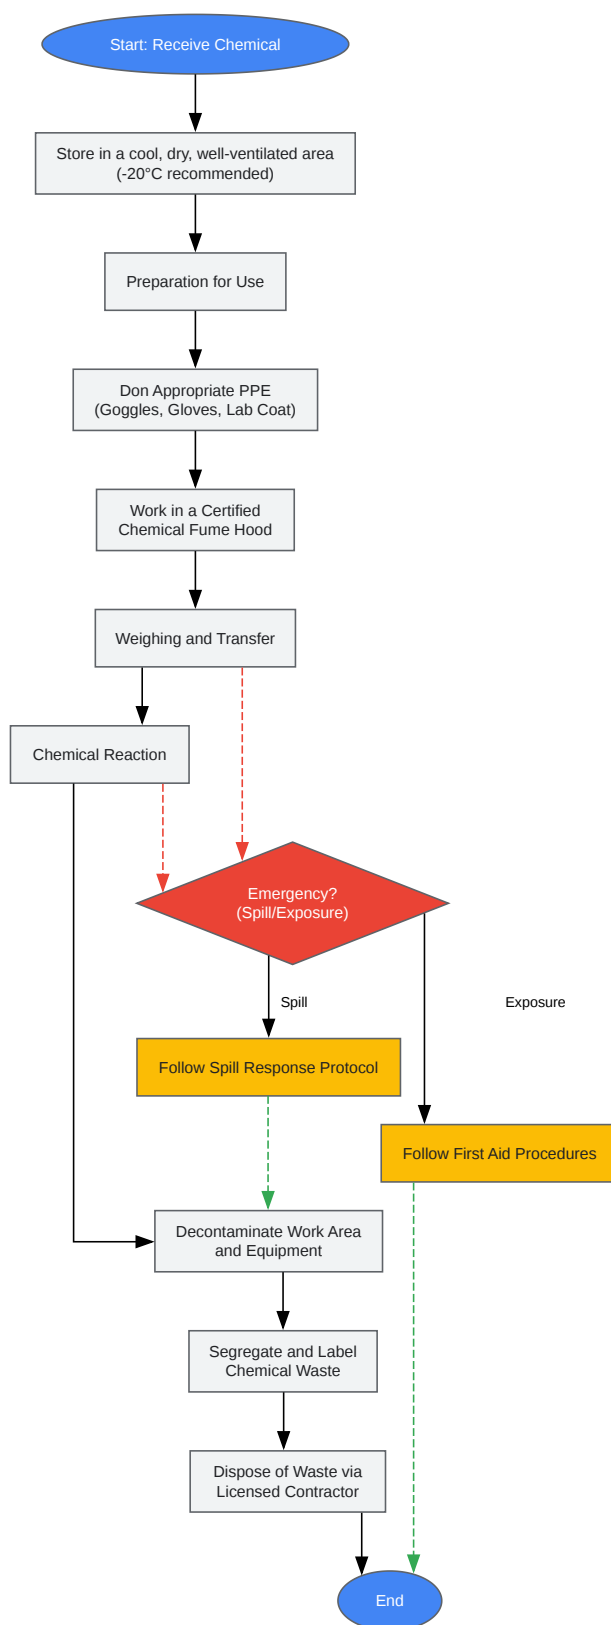 Start: Receive Chemical
Store in a cool, dry, well-ventilated area
(-20°C recommended)
Preparation for Use
Don Appropriate PPE
(Goggles, Gloves, Lab Coat)
Work in a Certified
Chemical Fume Hood
Weighing and Transfer
Chemical Reaction
Emergency?
(Spill/Exposure)
Spill
Exposure
Follow Spill Response Protocol
Follow First Aid Procedures
Decontaminate Work Area
and Equipment
Segregate and Label
Chemical Waste
Dispose of Waste via
Licensed Contractor
End